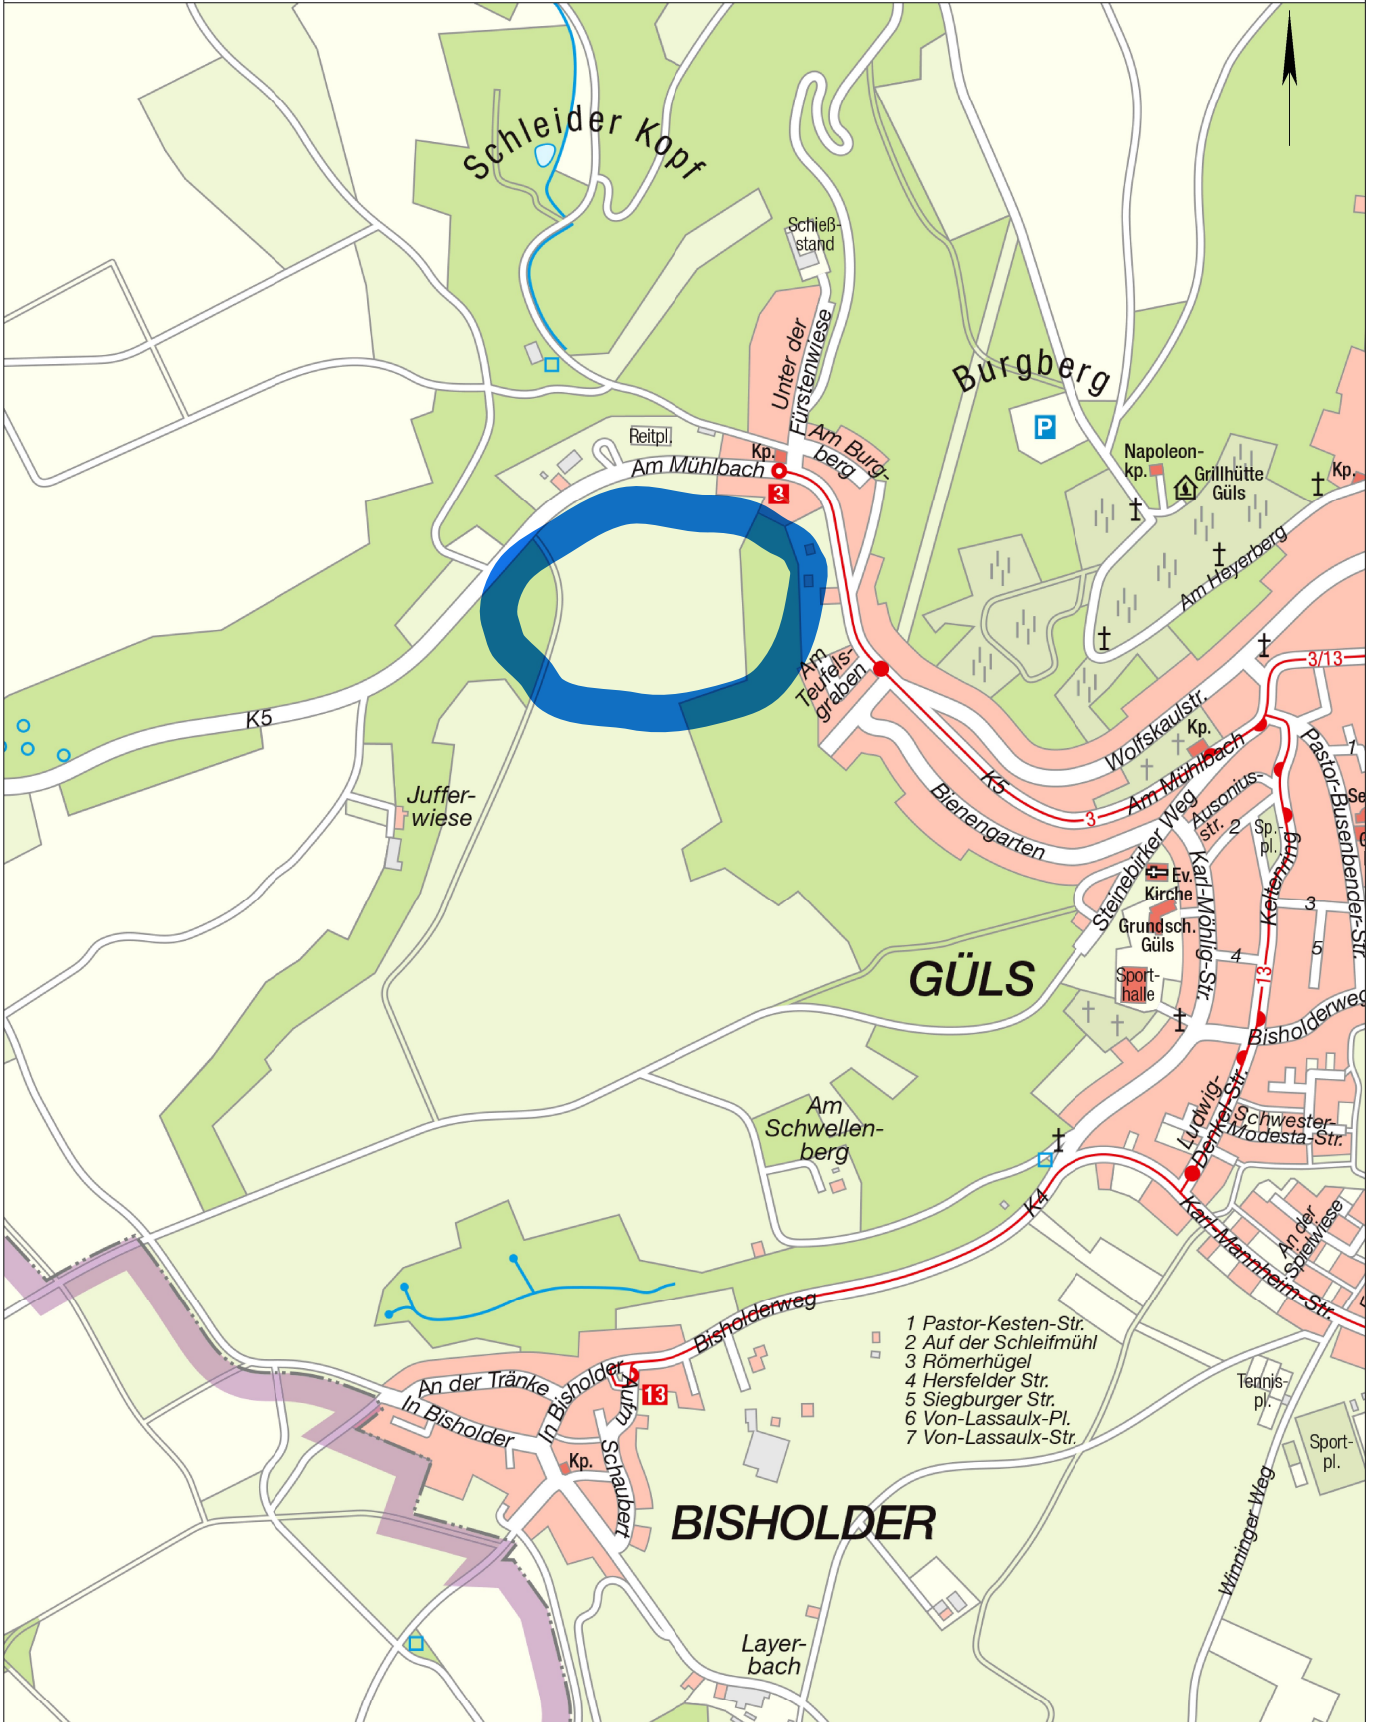 Schleider Kopf
Schieß-
stand
Unter der
Fürstenwiese
Burgberg
P
Reitpl.
Kp.
Am Burg-
berg
Am Mühlbach
3
Napoleon-
kp.
Grillhütte
Güls
Kp.
Am Heyerberg
Am
Teufels-
graben
3/13
K5
Wolfskaulstr.
Kp.
Am Mühlbach
K5
3
Pastor-Busenbender-Str.
1
Juffer-
wiese
Bienengarten
Ausonius-
str.
2
Sp.-
pl.
Se
G
Steinebirker Weg
Karl-Möhlig-Str.
Keltenring
Ev.
Kirche
3
Grundsch.
Güls
GÜLS
4
5
Sport-
halle
13
Bisholderweg
Am
Schwellen-
berg
Ludwig-
Denkel-Str.
Schwester-
Modesta-Str.
K4
Karl-Mannheim-Str.
An der
Spielwiese
Bisholderweg
1 Pastor-Kesten-Str.
2 Auf der Schleifmühl
3 Römerhügel
4 Hersfelder Str.
5 Siegburger Str.
6 Von-Lassaulx-Pl.
7 Von-Lassaulx-Str.
An der Tränke
In Bisholder
In Bisholder
Aufm
Schaubert
13
Tennis-
pl.
Sport-
pl.
Kp.
BISHOLDER
Winninger Weg
Layer-
bach